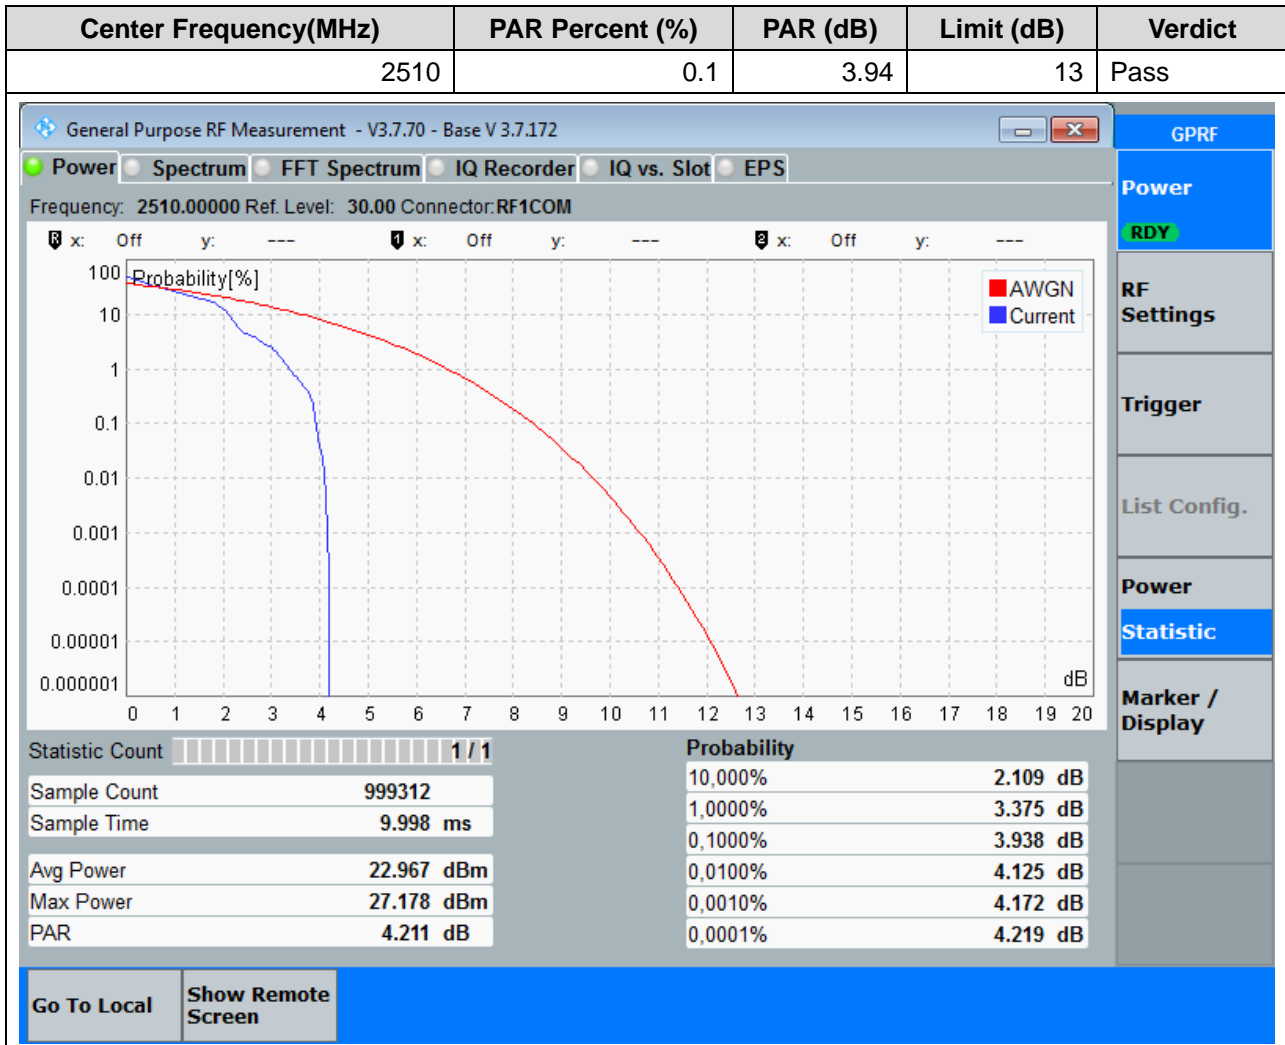 Center Frequency(MHz) PAR Percent (%) PAR (dB) Limit (dB) Verdict
2510 0.1 3.94 13 Pass
General Purpose RF Measurement - V3.7.70 - Base V 3.7.172
GPRF
Power Spectrum FFT Spectrum IQ Recorder IQ vs. Slot EPS
Frequency: 2510.00000 Ref. Level: 30.00 Connector: RF1COM
R x: Off y: --- 1 x: Off y: --- 2 x: Off y: ---
Probability[%]
AWGN
Current
100
10
1
0.1
0.01
0.001
0.0001
0.00001
0.000001
dB
0 1 2 3 4 5 6 7 8 9 10 11 12 13 14 15 16 17 18 19 20
Statistic Count 1 / 1
Sample Count 999312
Sample Time 9.998 ms
Avg Power 22.967 dBm
Max Power 27.178 dBm
PAR 4.211 dB
Probability
10,000% 2.109 dB
1,0000% 3.375 dB
0,1000% 3.938 dB
0,0100% 4.125 dB
0,0010% 4.172 dB
0,0001% 4.219 dB
Power
RDY
RF
Settings
Trigger
List Config.
Power
Statistic
Marker /
Display
Go To Local
Show Remote
Screen